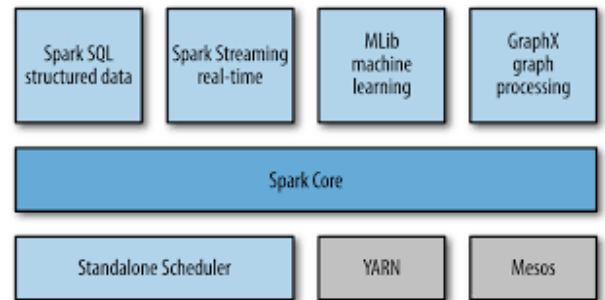 Spark SQL
structured data
Spark Streaming
real-time
MLib
machine
learning
GraphX
graph
processing
Spark Core
Standalone Scheduler
YARN
Mesos